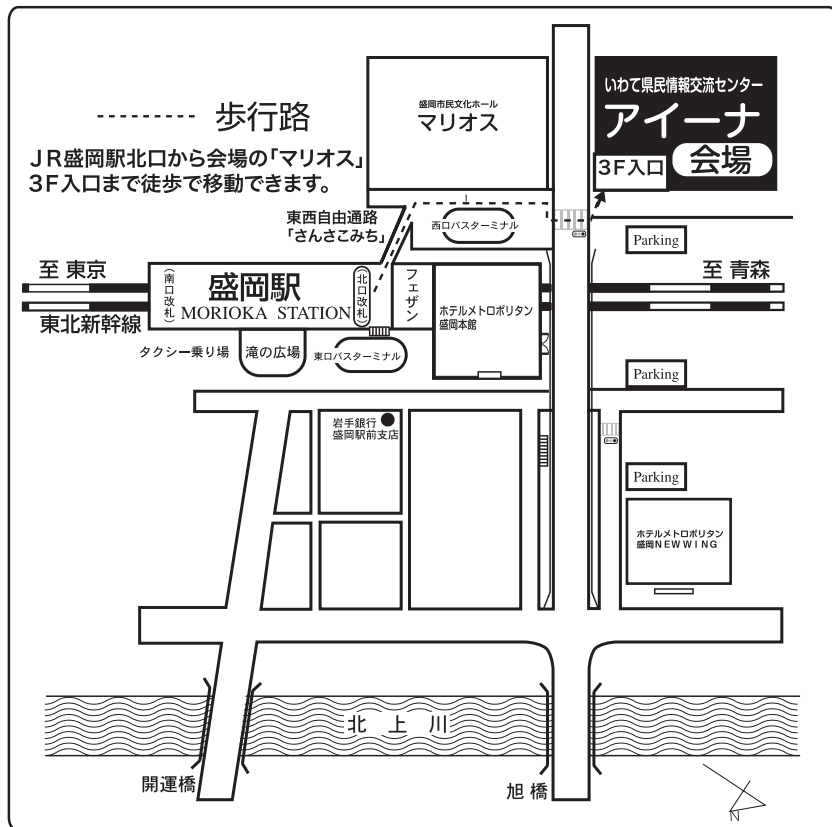 盛岡市民文化ホール
マリオス
いわて県民情報交流センター
アイーナ
3F入口
会場
歩行路
JR盛岡駅北口から会場の「マリオス」
3F入口まで徒歩で移動できます。
東西自由通路
「さんさこみち」
西口バスターミナル
Parking
至 東京
東北新幹線
(南口改札)
盛岡駅
MORIOKA STATION
(北口改札)
フェザン
ホテルメトロポリタン
盛岡本館
至 青森
タクシー乗り場
滝の広場
東口バスターミナル
Parking
岩手銀行
盛岡駅前支店
Parking
ホテルメトロポリタン
盛岡NEWWING
北上川
開運橋
旭橋
N